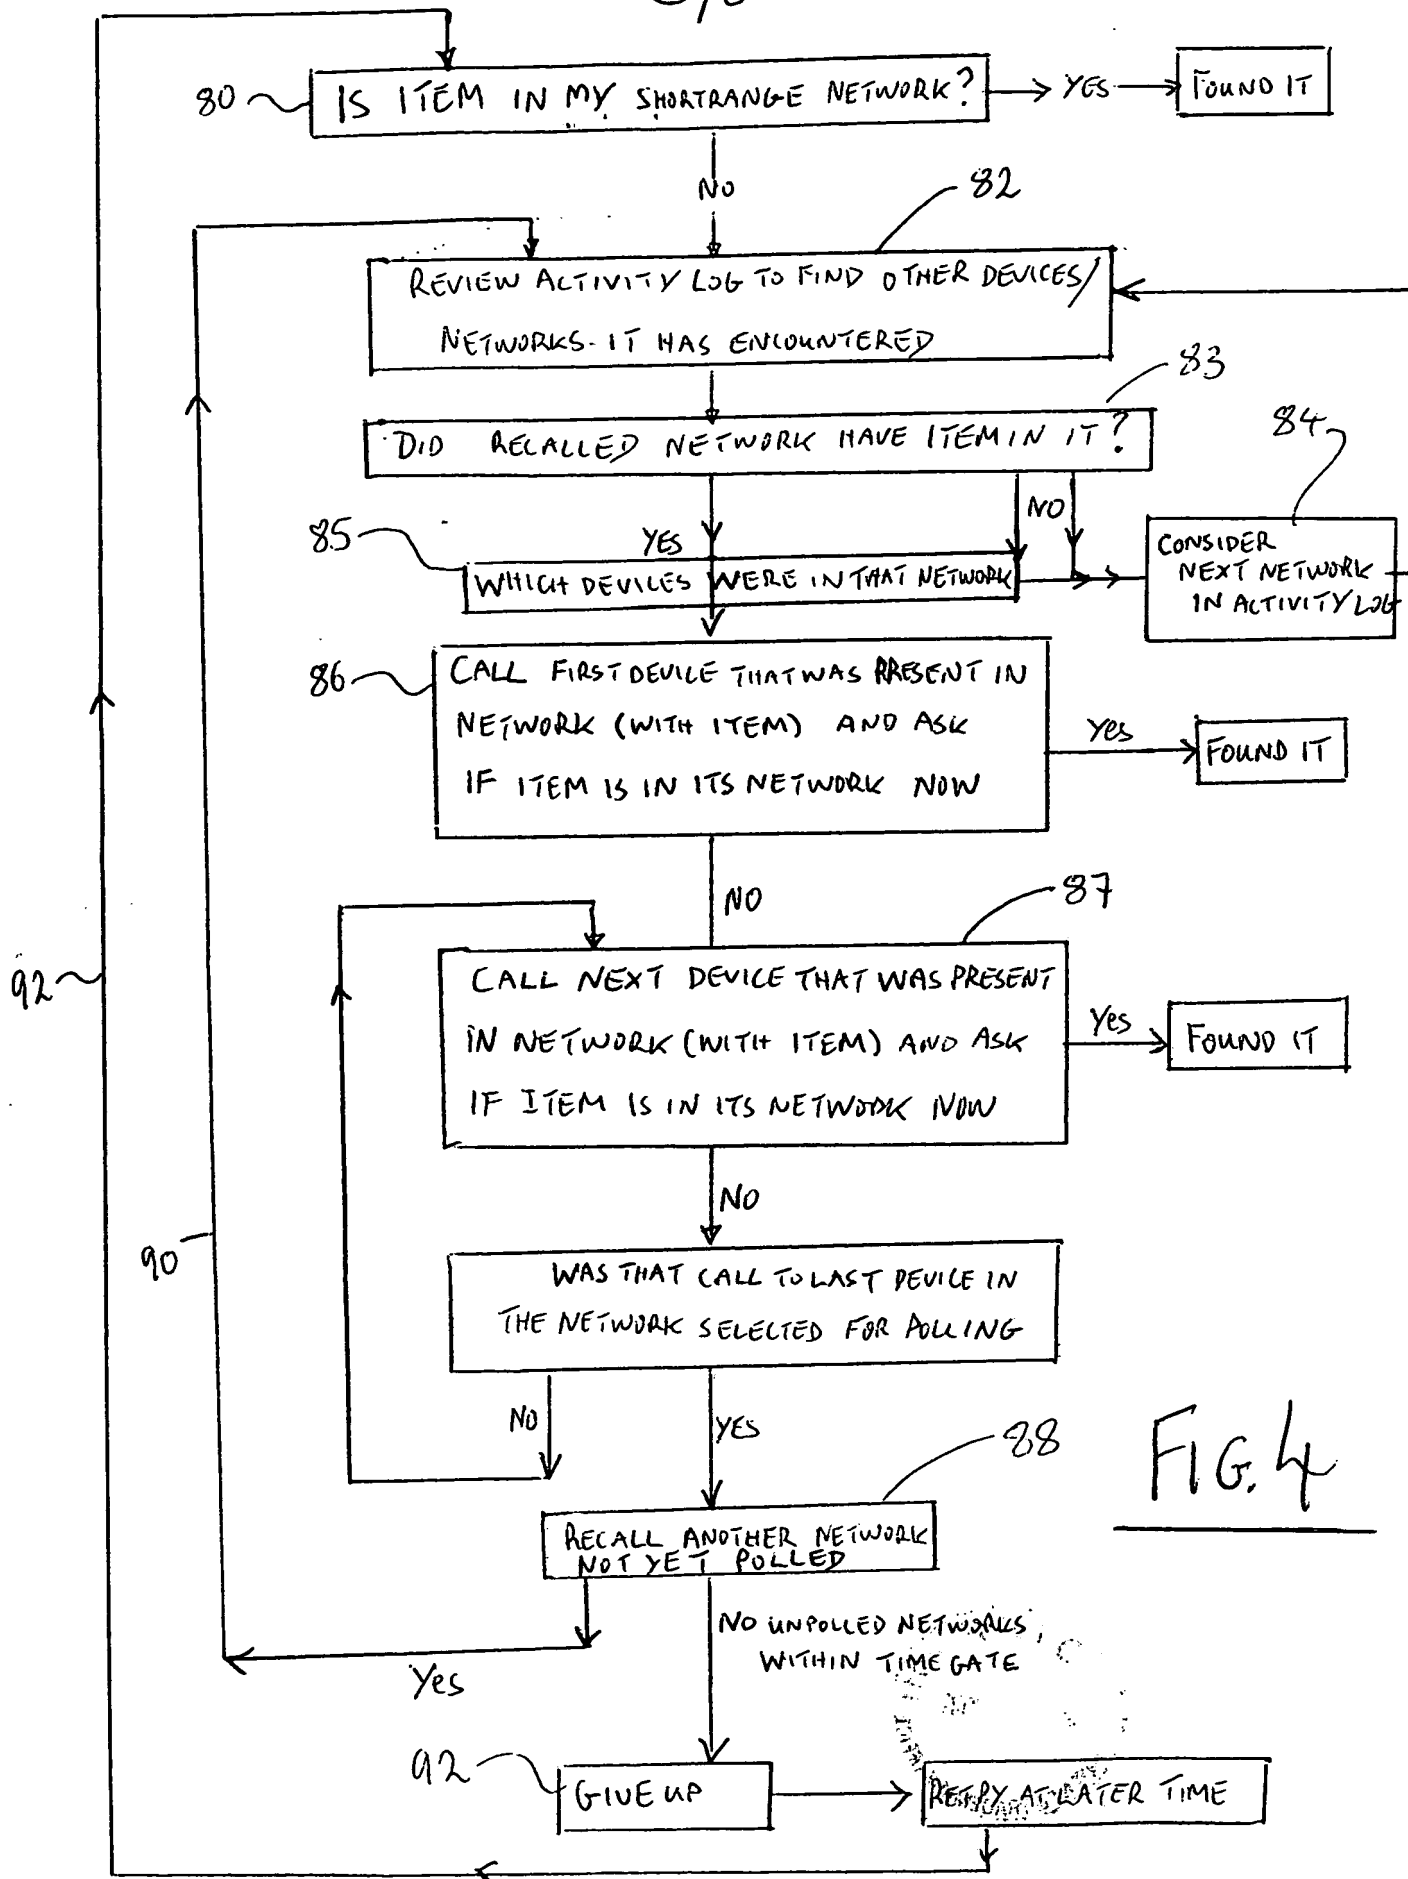 80
IS ITEM IN MY SHORTRANGE NETWORK?
YES
FOUND IT
NO
82
REVIEW ACTIVITY LOG TO FIND OTHER DEVICES/
NETWORKS IT HAS ENCOUNTERED
83
DID RECALLED NETWORK HAVE ITEM IN IT?
84
NO
YES
85
WHICH DEVICES WERE IN THAT NETWORK
CONSIDER
NEXT NETWORK
IN ACTIVITY LOG
86
CALL FIRST DEVICE THAT WAS PRESENT IN
NETWORK (WITH ITEM) AND ASK
IF ITEM IS IN ITS NETWORK NOW
Yes
FOUND IT
NO
87
CALL NEXT DEVICE THAT WAS PRESENT
IN NETWORK (WITH ITEM) AND ASK
IF ITEM IS IN ITS NETWORK NOW
Yes
FOUND IT
92
NO
90
WAS THAT CALL TO LAST DEVICE IN
THE NETWORK SELECTED FOR POLLING
NO
YES
88
FIG. 4
RECALL ANOTHER NETWORK
NOT YET POLLED
NO UNPOLLED NETWORKS,
WITHIN TIME GATE
Yes
92
GIVE UP
RETRY AT LATER TIME